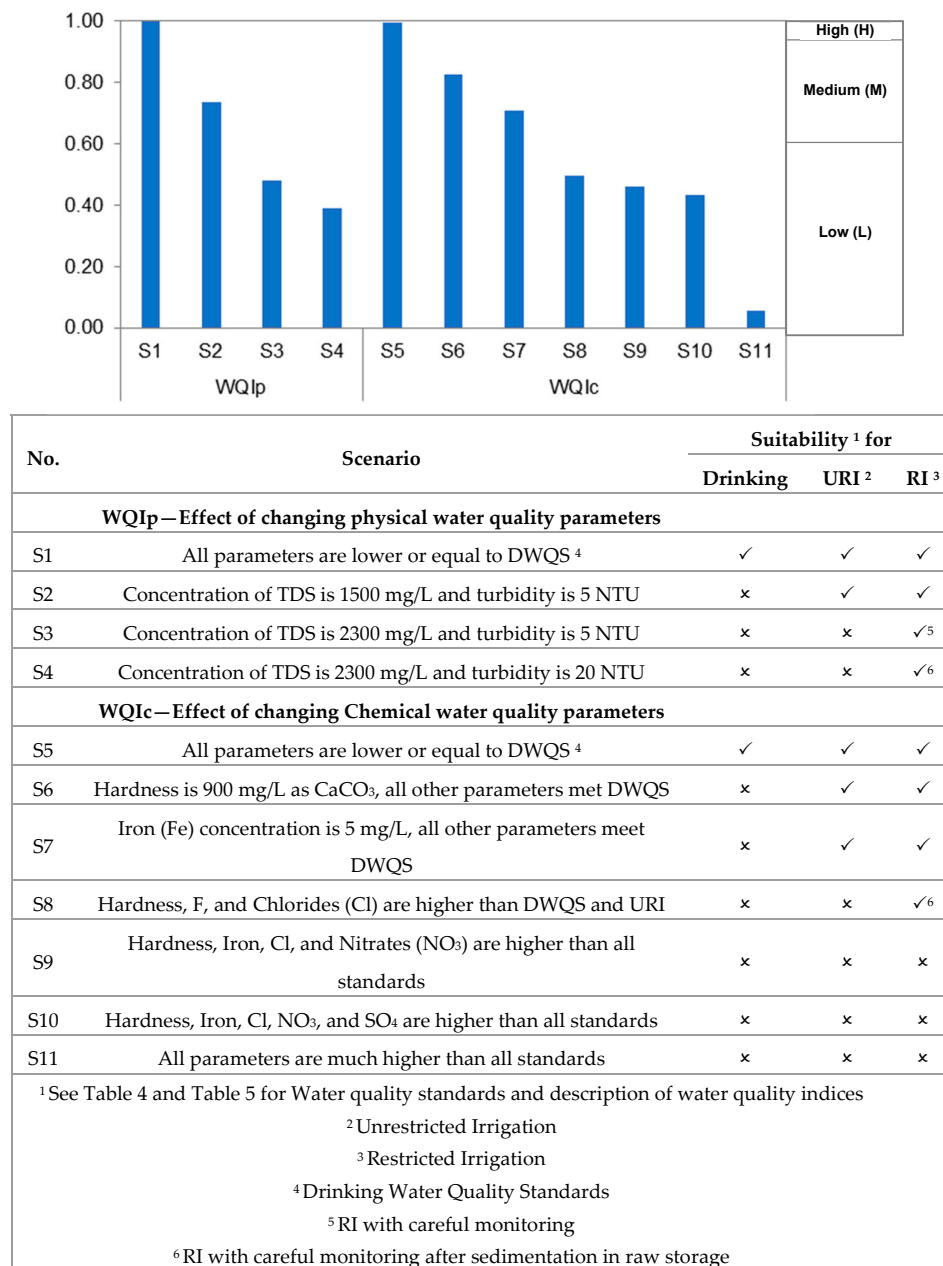 1.00
0.80
0.60
0.40
0.20
0.00
High (H)
Medium (M)
Low (L)
S1 S2 S3 S4 S5 S6 S7 S8 S9 S10 S11
WQIp WQIc
No. Scenario Suitability 1 for
Drinking URI 2 RI 3
WQIp—Effect of changing physical water quality parameters
S1 All parameters are lower or equal to DWQS 4 ✓ ✓ ✓
S2 Concentration of TDS is 1500 mg/L and turbidity is 5 NTU × ✓ ✓
S3 Concentration of TDS is 2300 mg/L and turbidity is 5 NTU × × ✓5
S4 Concentration of TDS is 2300 mg/L and turbidity is 20 NTU × × ✓6
WQIc—Effect of changing Chemical water quality parameters
S5 All parameters are lower or equal to DWQS 4 ✓ ✓ ✓
S6 Hardness is 900 mg/L as CaCO3, all other parameters met DWQS × ✓ ✓
S7 Iron (Fe) concentration is 5 mg/L, all other parameters meet
DWQS × ✓ ✓
S8 Hardness, F, and Chlorides (Cl) are higher than DWQS and URI × × ✓6
S9 Hardness, Iron, Cl, and Nitrates (NO3) are higher than all
standards × × ×
S10 Hardness, Iron, Cl, NO3, and SO4 are higher than all standards × × ×
S11 All parameters are much higher than all standards × × ×
1 See Table 4 and Table 5 for Water quality standards and description of water quality indices
2 Unrestricted Irrigation
3 Restricted Irrigation
4 Drinking Water Quality Standards
5 RI with careful monitoring
6 RI with careful monitoring after sedimentation in raw storage